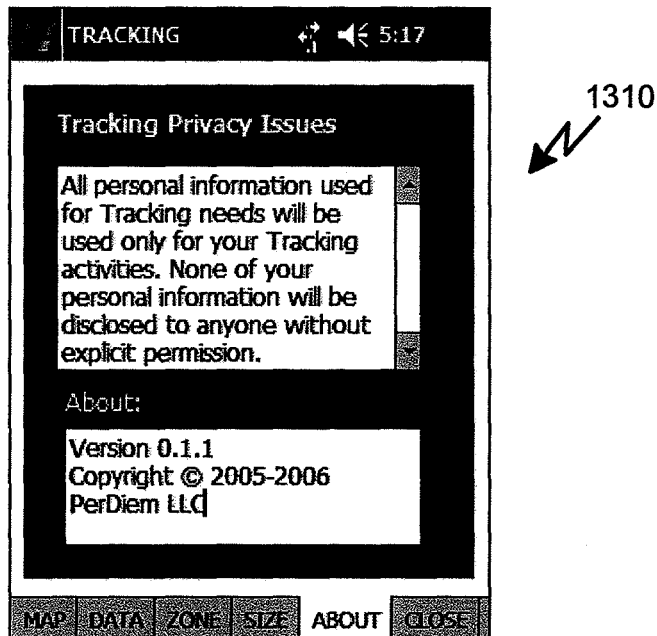 TRACKING 5:17
1310
Tracking Privacy Issues
All personal information used
for Tracking needs will be
used only for your Tracking
activities. None of your
personal information will be
disclosed to anyone without
explicit permission.
About:
Version 0.1.1
Copyright © 2005-2006
PerDiem LLC
MAP DATA ZONE SIZE ABOUT CLOSE